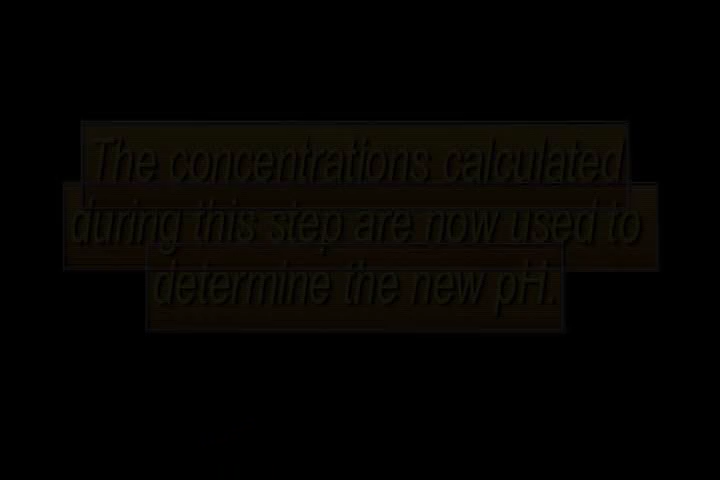 The concentrations calculated
during this step are now used to
determine the new pH.